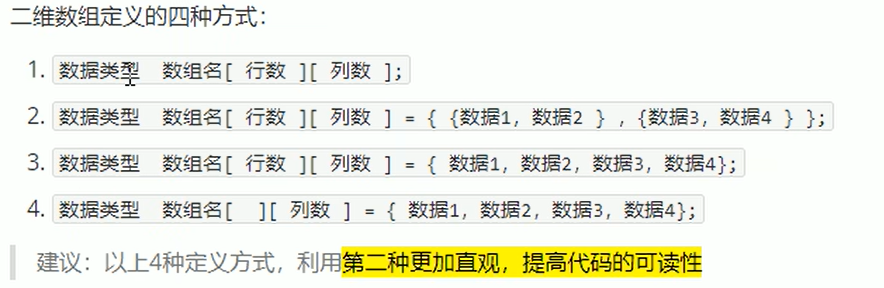 二维数组定义的四种方式：
1. 数据类型  数组名[ 行数 ][ 列数 ];
2. 数据类型  数组名[ 行数 ][ 列数 ] = { {数据1, 数据2 } , {数据3, 数据4 } };
3. 数据类型  数组名[ 行数 ][ 列数 ] = { 数据1, 数据2, 数据3, 数据4};
4. 数据类型  数组名[  ][ 列数 ] = { 数据1, 数据2, 数据3, 数据4};
建议：以上4种定义方式，利用第二种更加直观，提高代码的可读性